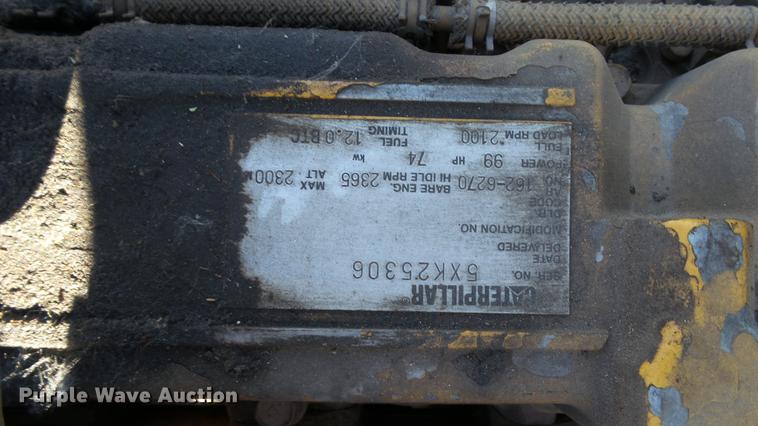 CATERPILLAR®
SER. NO. 5XK25306
DATE
DELIVERED
MODIFICATION NO.
DLR. CODE
AR NO. 162-6270 BARE ENG. HI IDLE RPM 2365 MAX ALT 2300 M
POWER 99 HP 74 kW
FULL LOAD RPM *2100 FUEL TIMING 12.0 BTC
Purple Wave Auction®